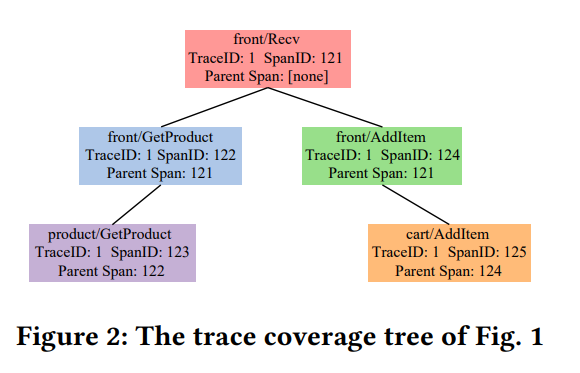 front/Recv
TraceID: 1 SpanID: 121
Parent Span: [none]
front/GetProduct
TraceID: 1 SpanID: 122
Parent Span: 121
front/AddItem
TraceID: 1 SpanID: 124
Parent Span: 121
product/GetProduct
TraceID: 1 SpanID: 123
Parent Span: 122
cart/AddItem
TraceID: 1 SpanID: 125
Parent Span: 124
Figure 2: The trace coverage tree of Fig. 1